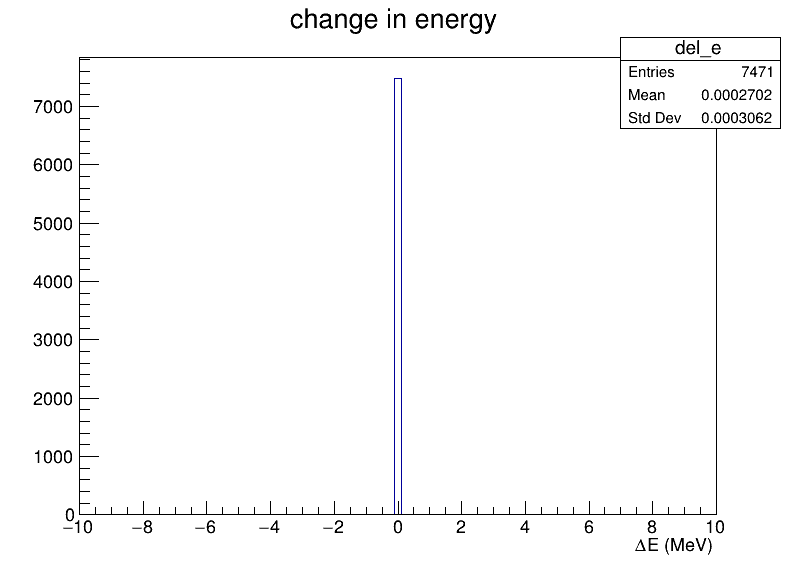 change in energy
del_e
Entries 7471
Mean 0.0002702
Std Dev 0.0003062
7000
6000
5000
4000
3000
2000
1000
0
−10 −8 −6 −4 −2 0 2 4 6 8 10
ΔE (MeV)